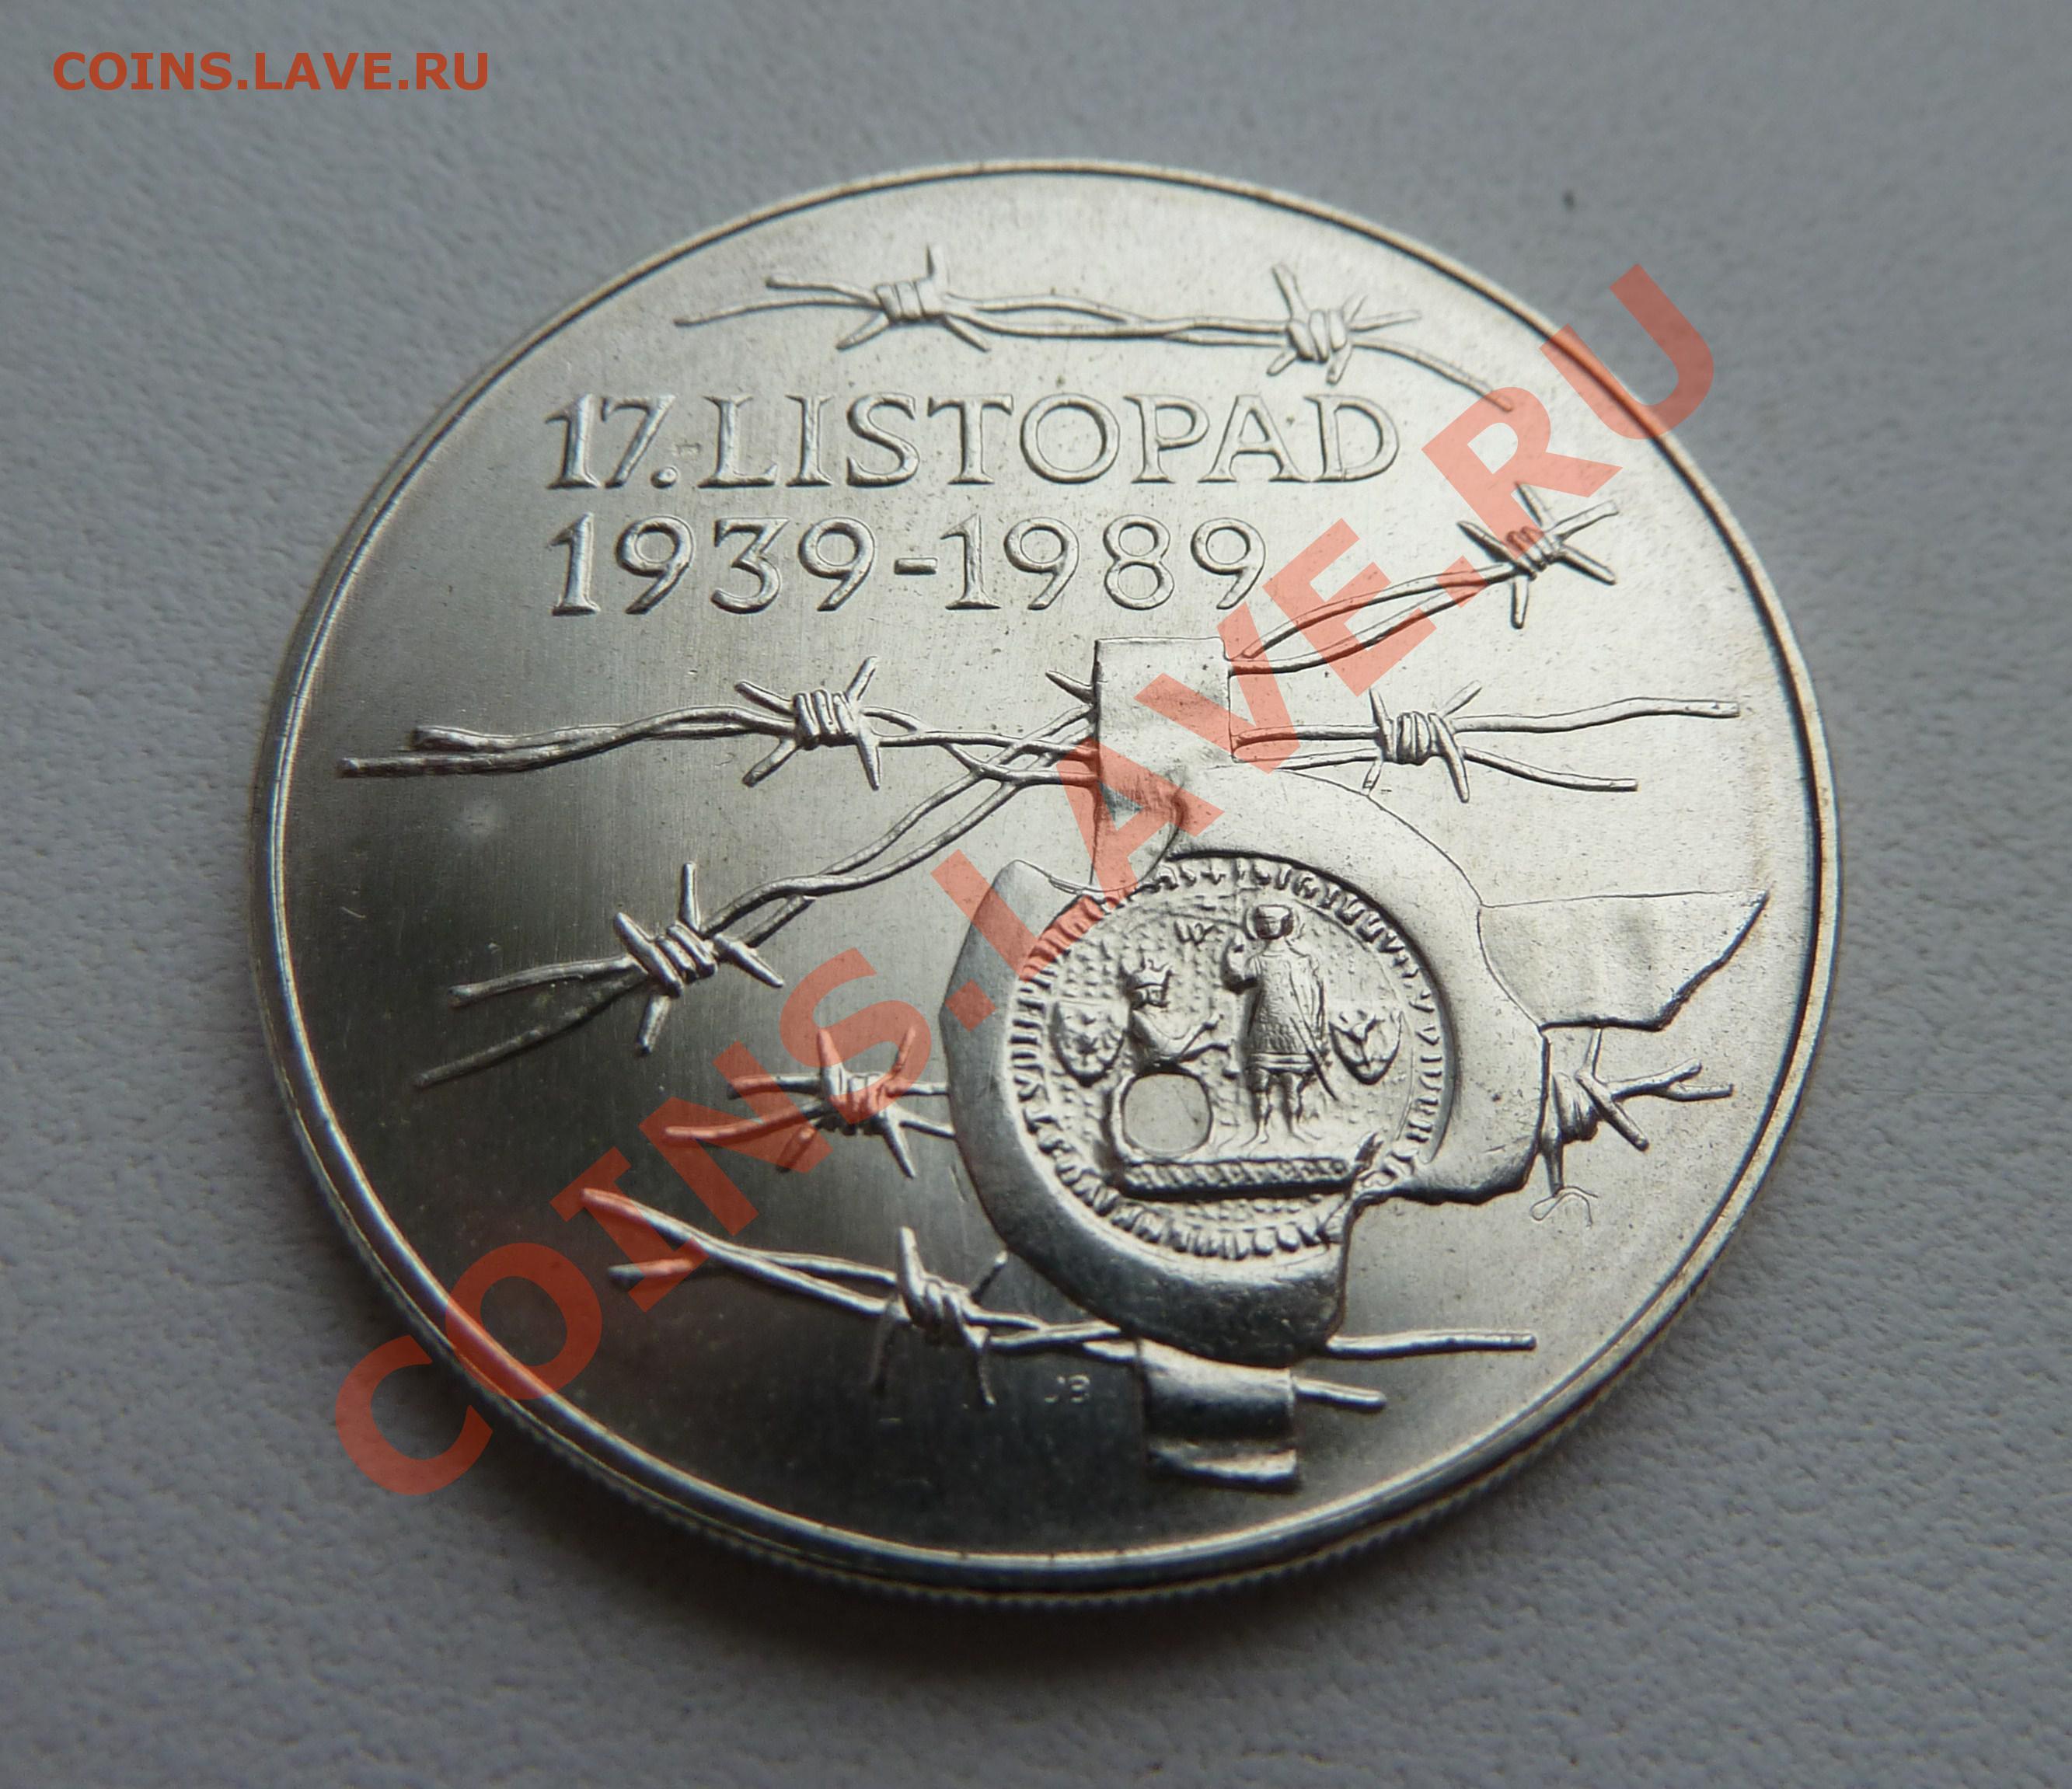 COINS.LAVE.RU
17. LISTOPAD
1939-1989
COINS.LAVE.RU
W
JB